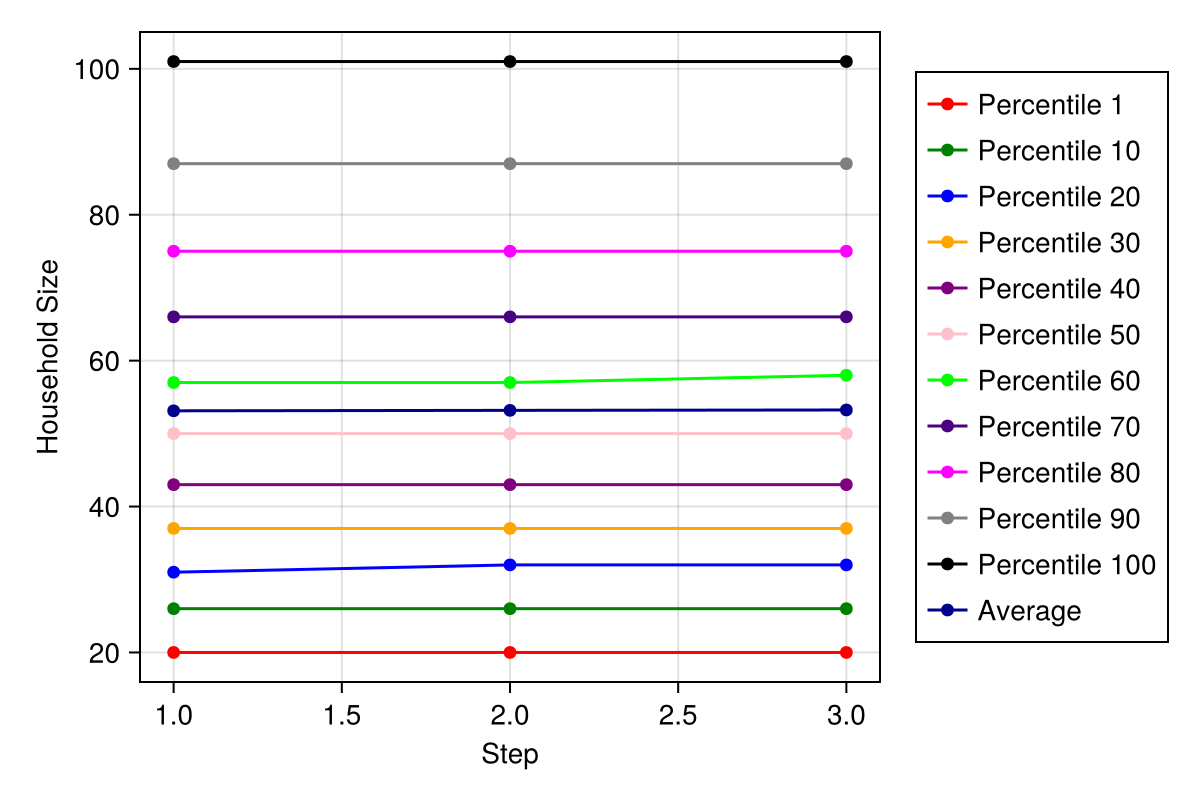 100
80
60
40
20
Household Size
1.0 1.5 2.0 2.5 3.0
Step
Percentile 1
Percentile 10
Percentile 20
Percentile 30
Percentile 40
Percentile 50
Percentile 60
Percentile 70
Percentile 80
Percentile 90
Percentile 100
Average